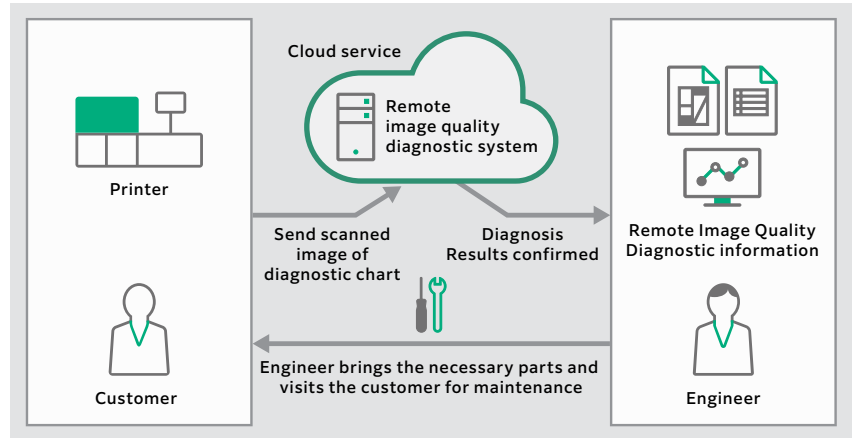 Cloud service
Remote
image quality
diagnostic system
Printer
Send scanned
image of
diagnostic chart
Diagnosis
Results confirmed
Remote Image Quality
Diagnostic information
Customer
Engineer brings the necessary parts and
visits the customer for maintenance
Engineer